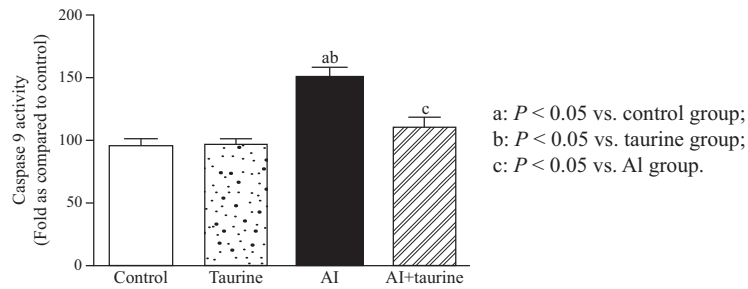 200
150
100
50
0
Caspase 9 activity
(Fold as compared to control)
ab
c
Control Taurine AI AI+taurine
a: P < 0.05 vs. control group;
b: P < 0.05 vs. taurine group;
c: P < 0.05 vs. Al group.